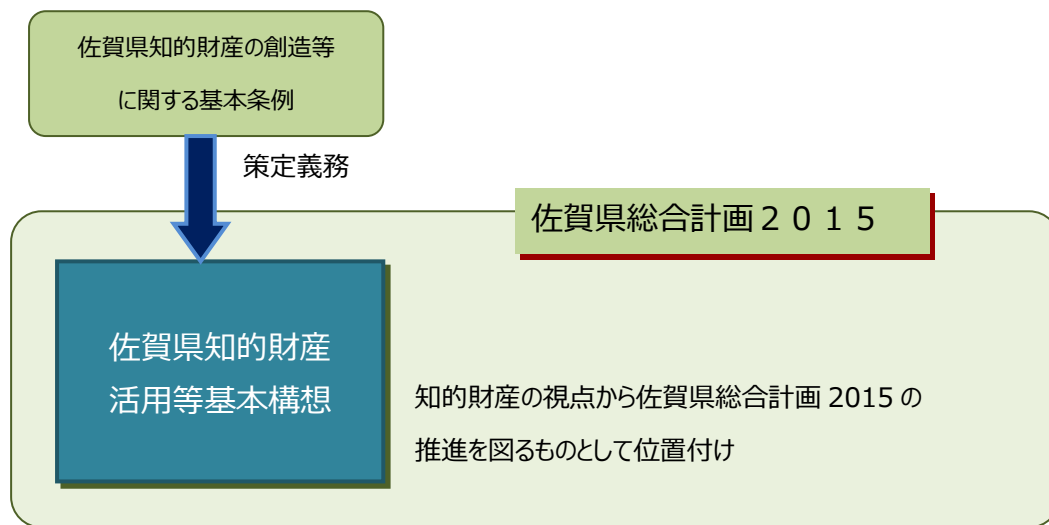 佐賀県知的財産の創造等
に関する基本条例
策定義務
佐賀県総合計画２０１５
佐賀県知的財産
活用等基本構想
知的財産の視点から佐賀県総合計画 2015 の
推進を図るものとして位置付け